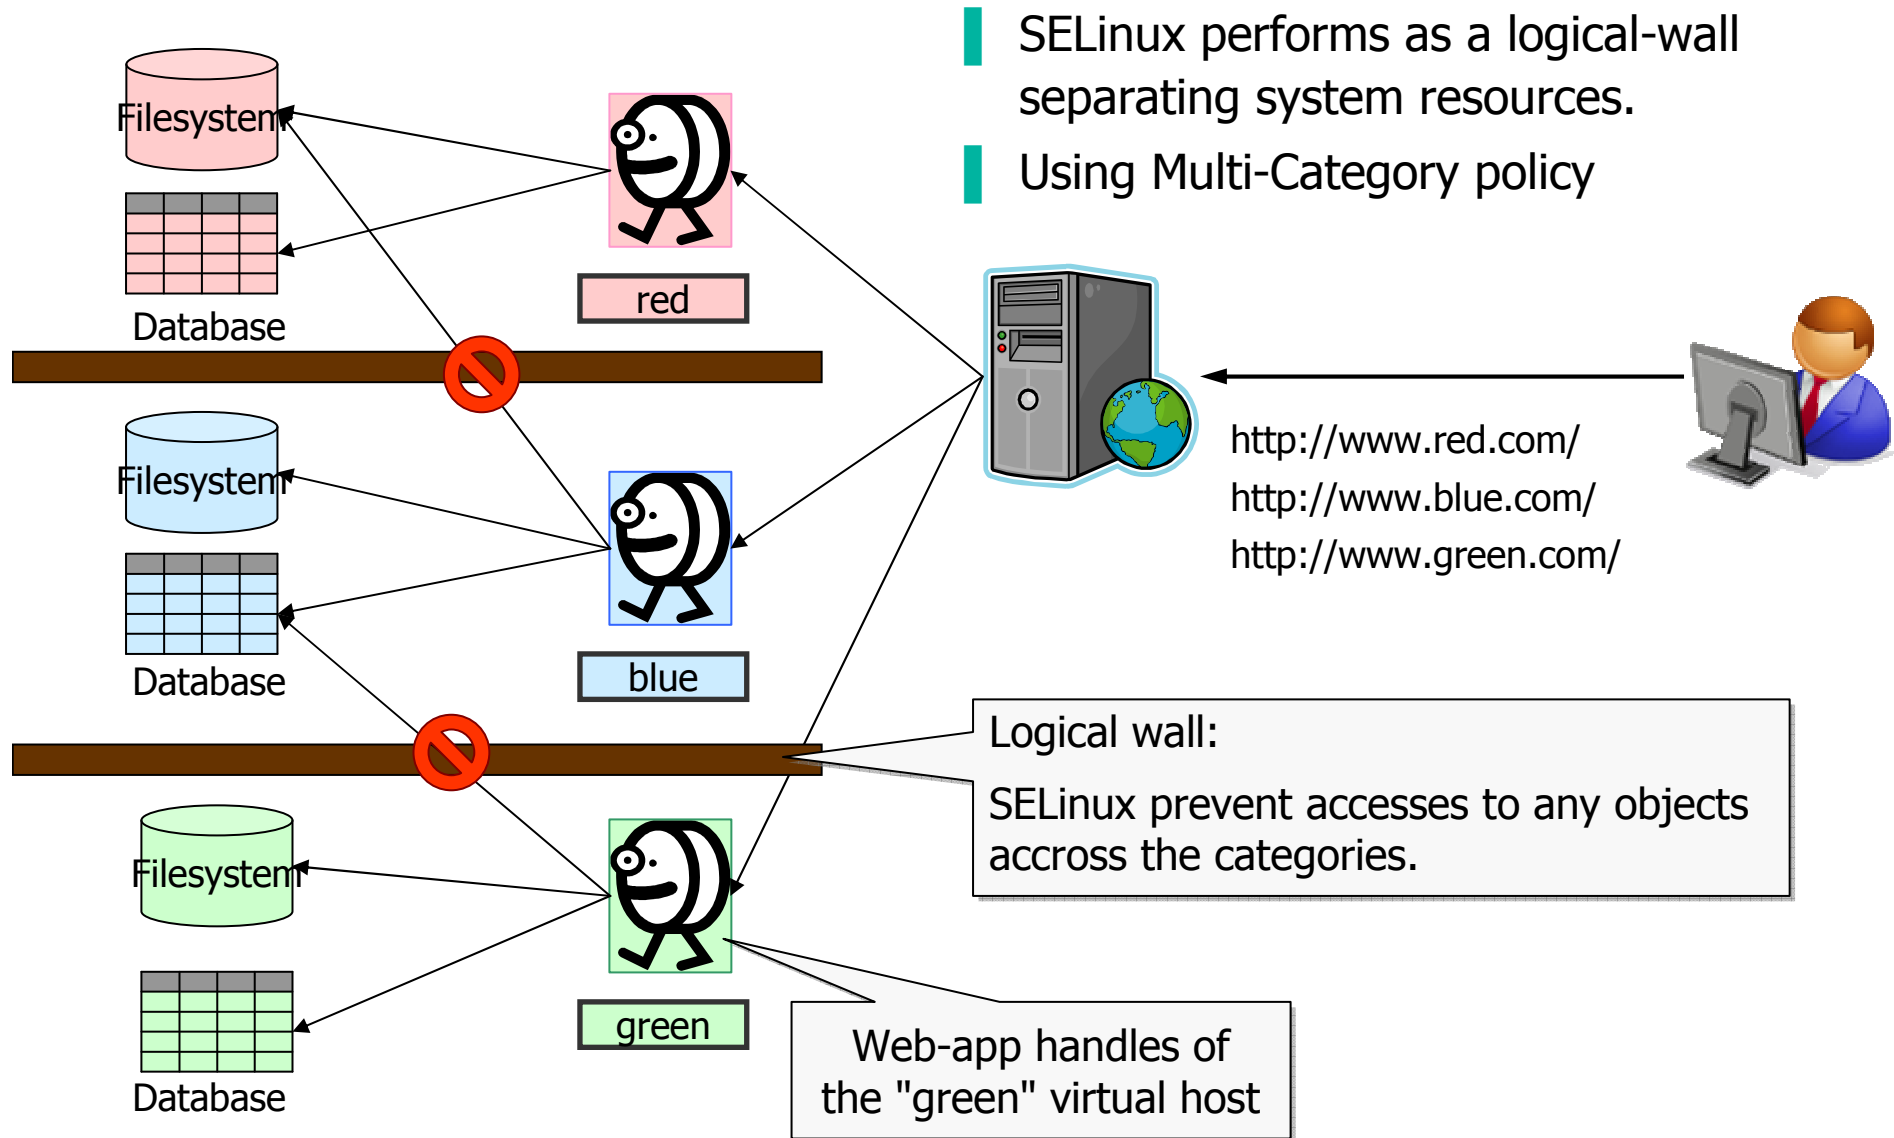 SELinux performs as a logical-wall
separating system resources.
Using Multi-Category policy
Filesystem
Database
red
Filesystem
Database
blue
http://www.red.com/
http://www.blue.com/
http://www.green.com/
Logical wall:
SELinux prevent accesses to any objects
accross the categories.
Filesystem
Database
green
Web-app handles of
the "green" virtual host